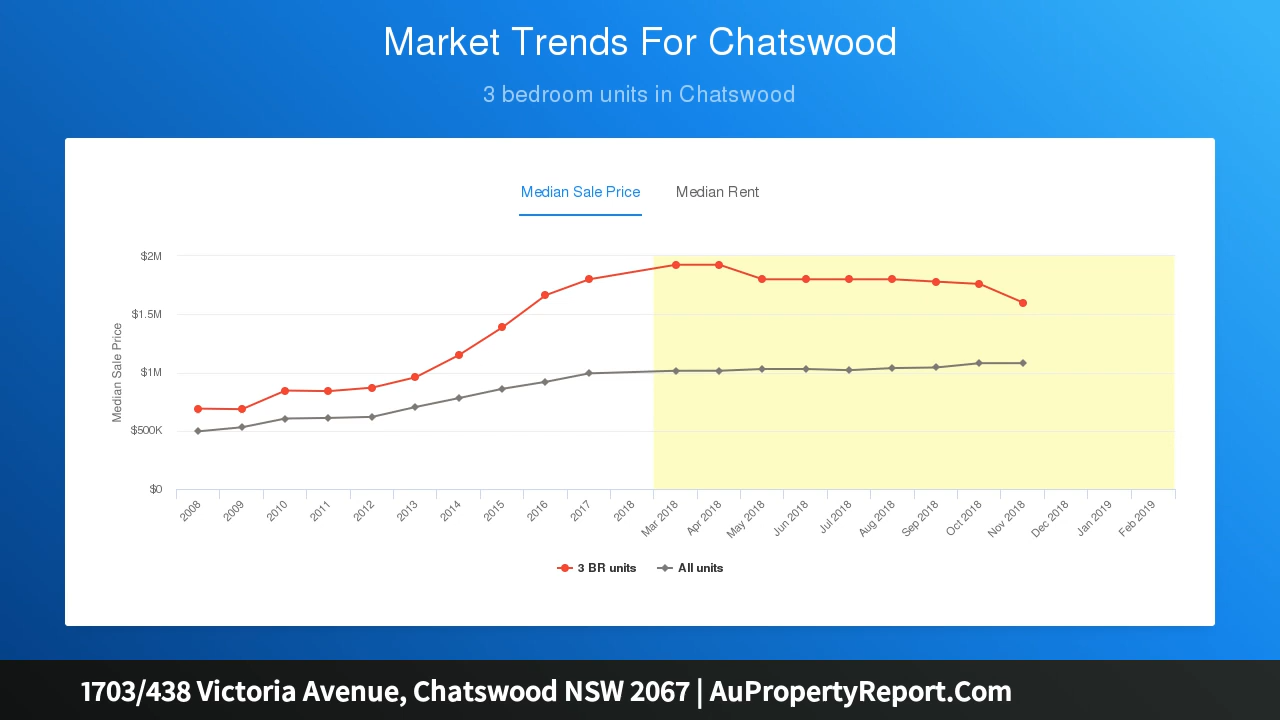 Market Trends For Chatswood
3 bedroom units in Chatswood
Median Sale Price Median Rent
Median Sale Price
$2M
$1.5M
$1M
$500K
$0
2008 2009 2010 2011 2012 2013 2014 2015 2016 2017 2018 Mar 2018 Apr 2018 May 2018 Jun 2018 Jul 2018 Aug 2018 Sep 2018 Oct 2018 Nov 2018 Dec 2018 Jan 2019 Feb 2019
3 BR units All units
1703/438 Victoria Avenue, Chatswood NSW 2067 | AuPropertyReport.Com